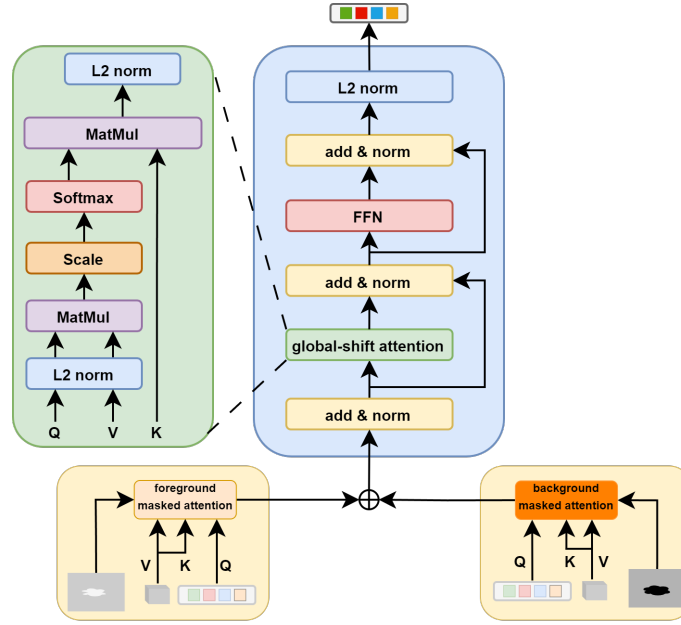 L2 norm
MatMul
Softmax
Scale
MatMul
L2 norm
Q V K
L2 norm
add & norm
FFN
add & norm
global-shift attention
add & norm
foreground
masked attention
V K Q
background
masked attention
Q K V